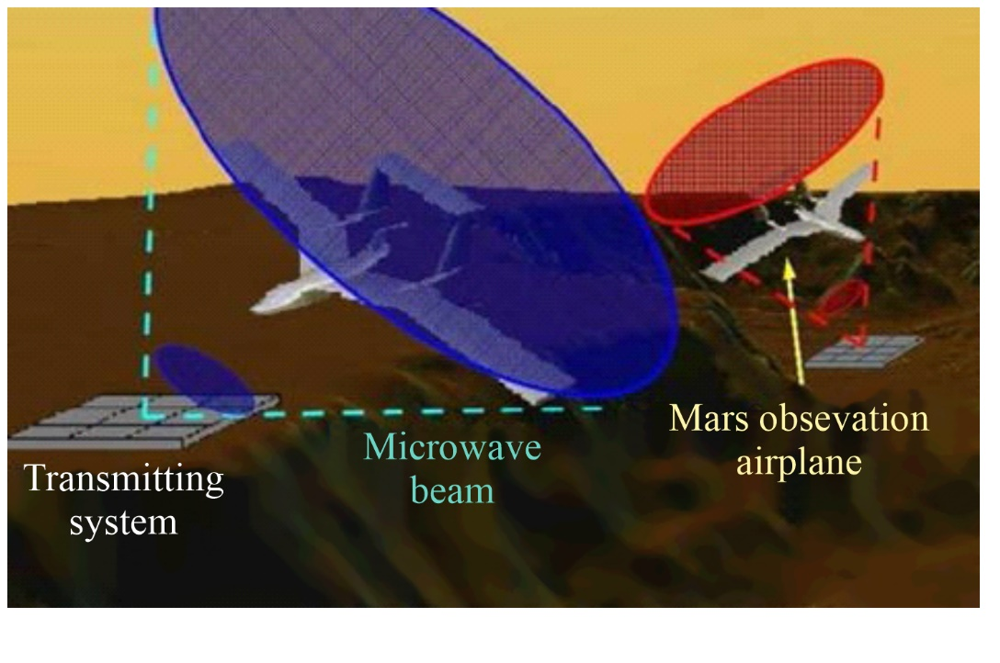 Transmitting
system
Microwave
beam
Mars obsevation
airplane